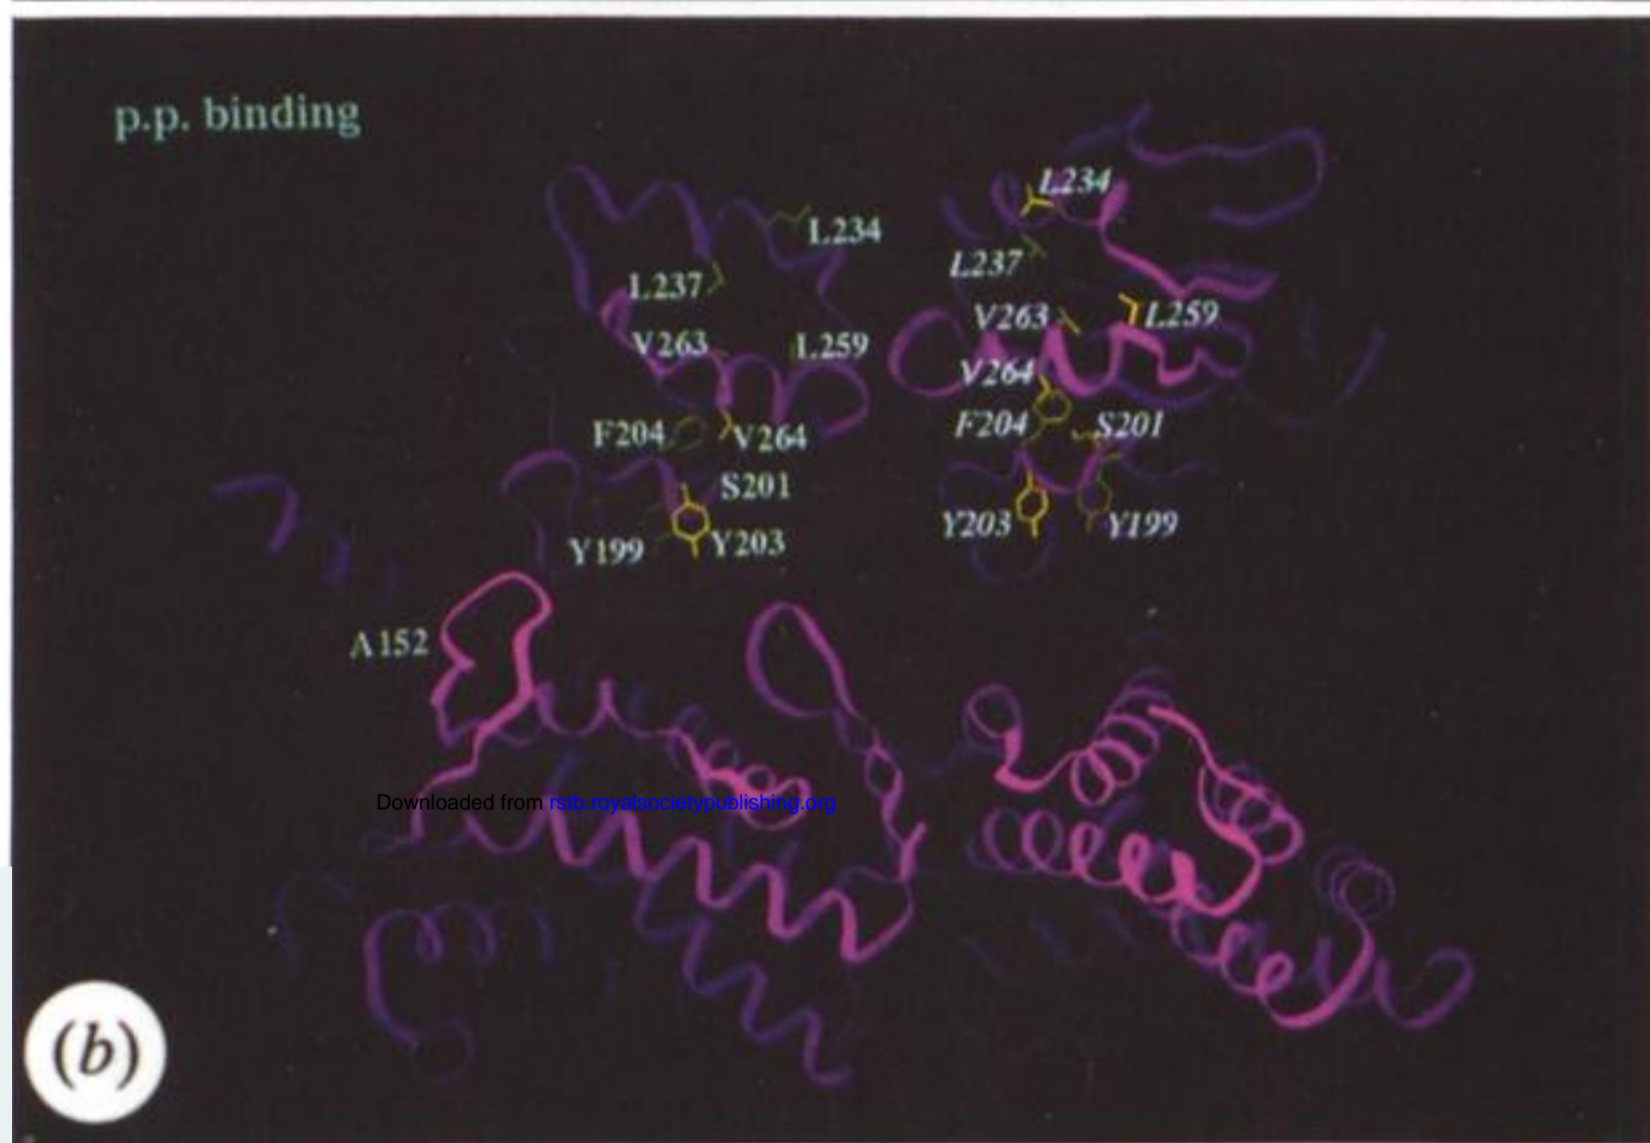 p.p. binding
L234
L234
L237
L237
V263
L259
V263
L259
V264
F204
V264
F204
S201
S201
Y199
Y203
Y203
Y199
A152
Downloaded from rstb.royalsocietypublishing.org
(b)